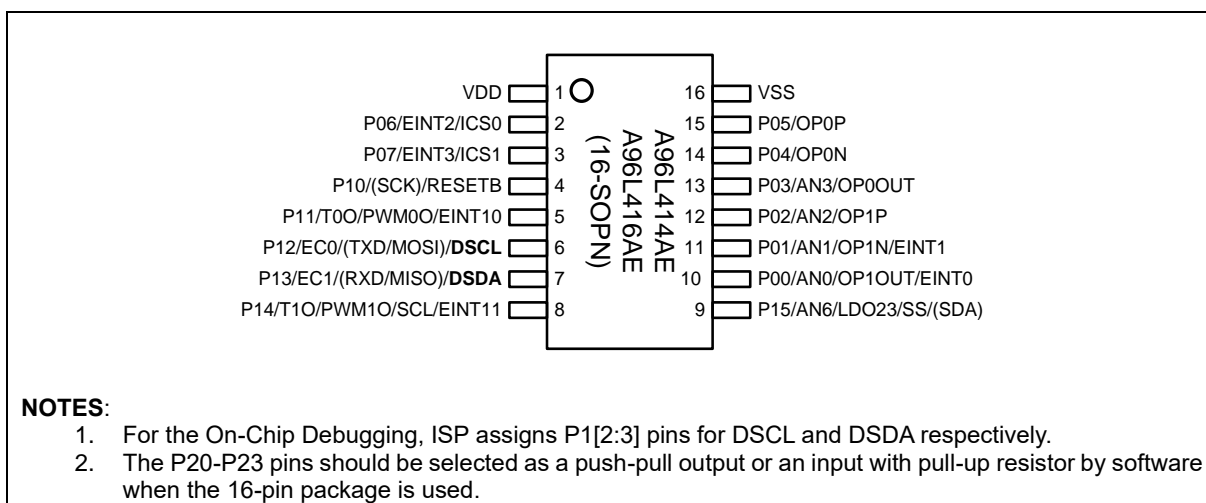 VDD 1 16 VSS
P06/EINT2/ICS0 2 15 P05/OP0P
P07/EINT3/ICS1 3 14 P04/OP0N
P10/(SCK)/RESETB 4 13 P03/AN3/OP0OUT
P11/T0O/PWM0O/EINT10 5 12 P02/AN2/OP1P
P12/EC0/(TXD/MOSI)/DSCL 6 11 P01/AN1/OP1N/EINT1
P13/EC1/(RXD/MISO)/DSDA 7 10 P00/AN0/OP1OUT/EINT0
P14/T1O/PWM1O/SCL/EINT11 8 9 P15/AN6/LDO23/SS/(SDA)
A96L414AE
A96L416AE
(16-SOPN)
NOTES:
1. For the On-Chip Debugging, ISP assigns P1[2:3] pins for DSCL and DSDA respectively.
2. The P20-P23 pins should be selected as a push-pull output or an input with pull-up resistor by software
when the 16-pin package is used.